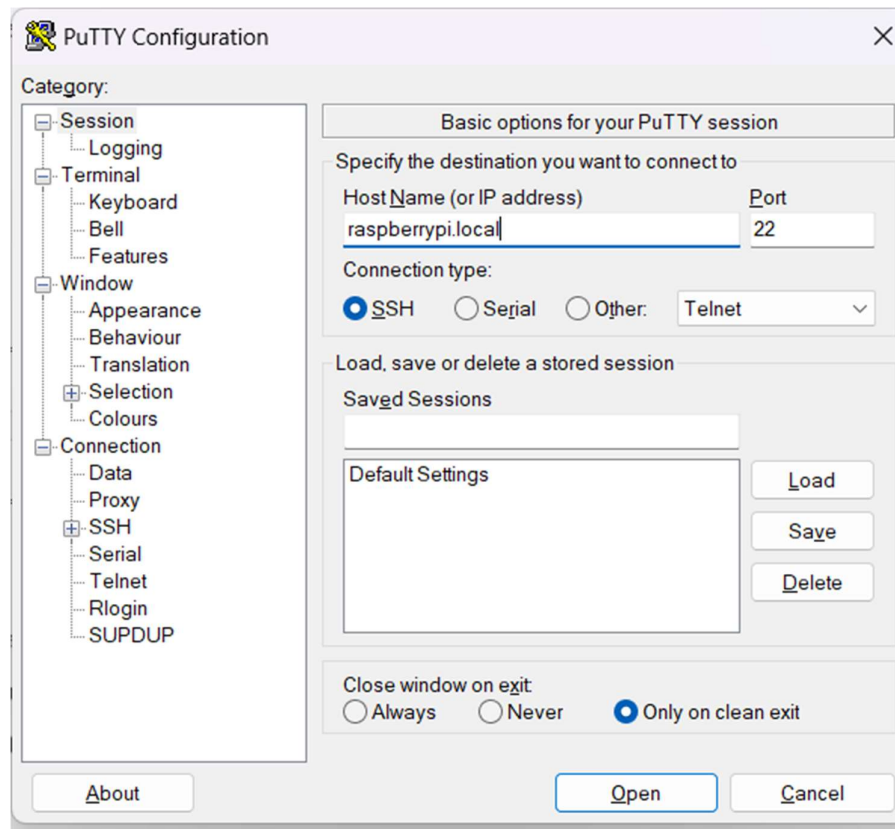 PuTTY Configuration
Category:
Session
Logging
Terminal
Keyboard
Bell
Features
Window
Appearance
Behaviour
Translation
Selection
Colours
Connection
Data
Proxy
SSH
Serial
Telnet
Rlogin
SUPDUP
Basic options for your PuTTY session
Specify the destination you want to connect to
Host Name (or IP address) Port
raspberrypi.local 22
Connection type:
SSH Serial Other: Telnet
Load, save or delete a stored session
Saved Sessions
Default Settings
Load
Save
Delete
Close window on exit:
Always Never Only on clean exit
About Open Cancel